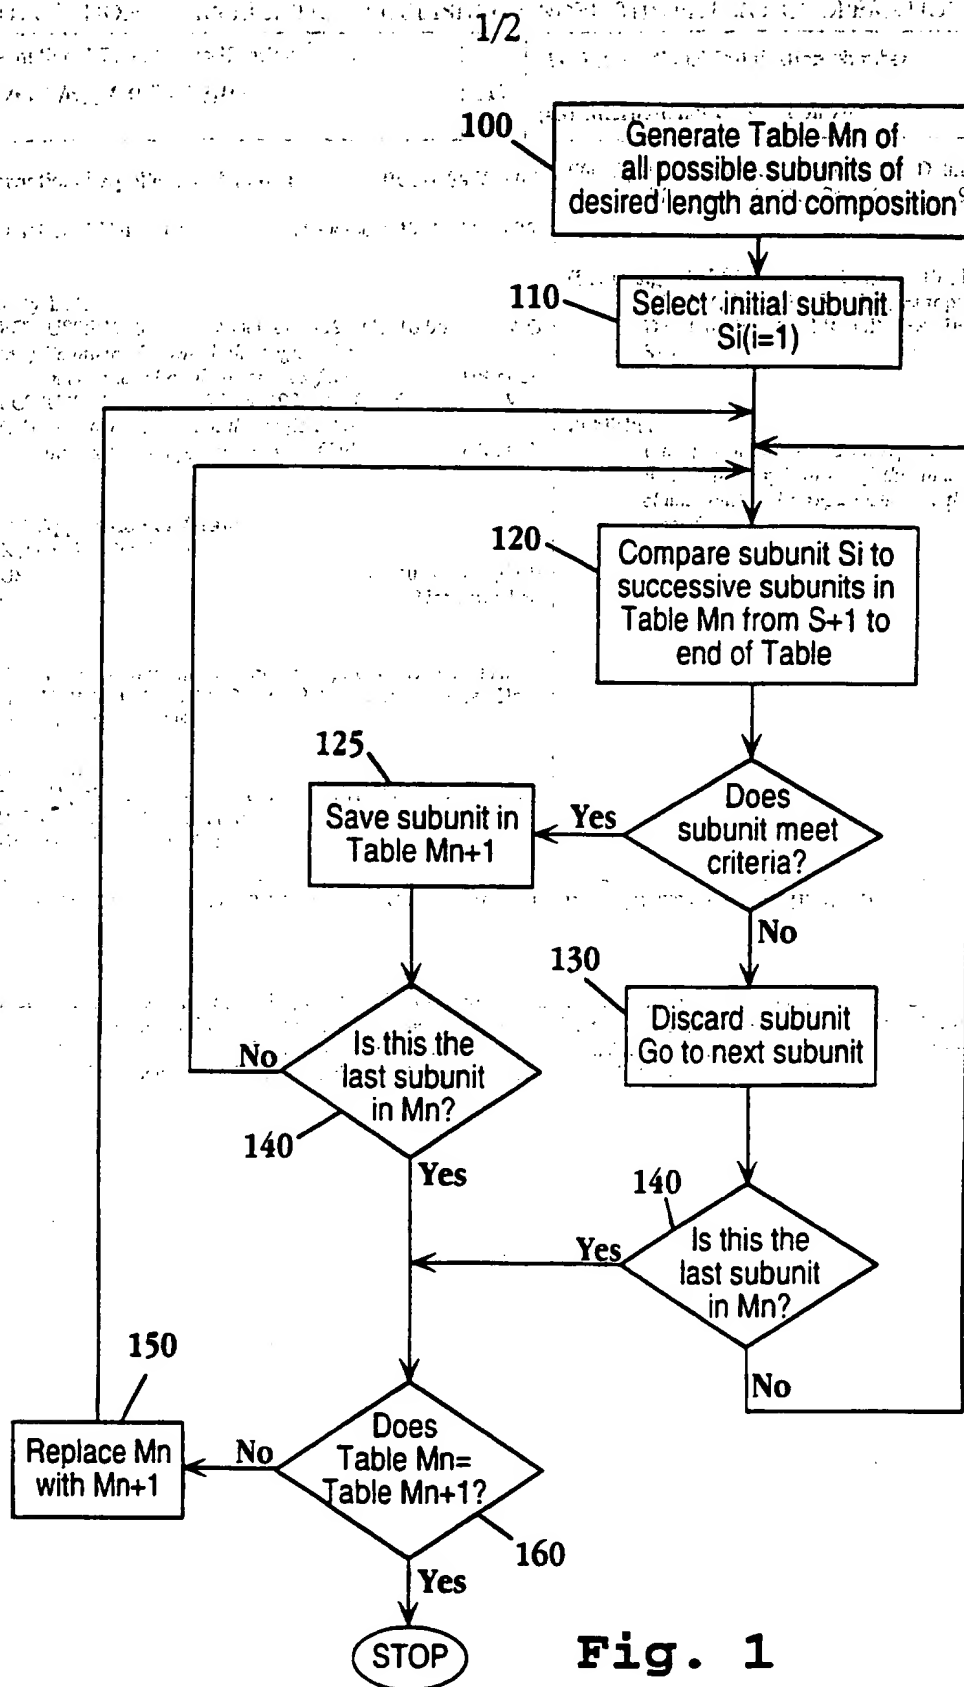 1/2
100
Generate Table Mn of
all possible subunits of
desired length and composition
110
Select initial subunit
Si(i=1)
120
Compare subunit Si to
successive subunits in
Table Mn from S+1 to
end of Table
125
Save subunit in
Table Mn+1
Yes
Does
subunit meet
criteria?
No
130
Discard subunit
Go to next subunit
No
Is this the
last subunit
in Mn?
140
Yes
140
Yes
Is this the
last subunit
in Mn?
No
150
Replace Mn
with Mn+1
No
Does
Table Mn=
Table Mn+1?
160
Yes
STOP
Fig. 1